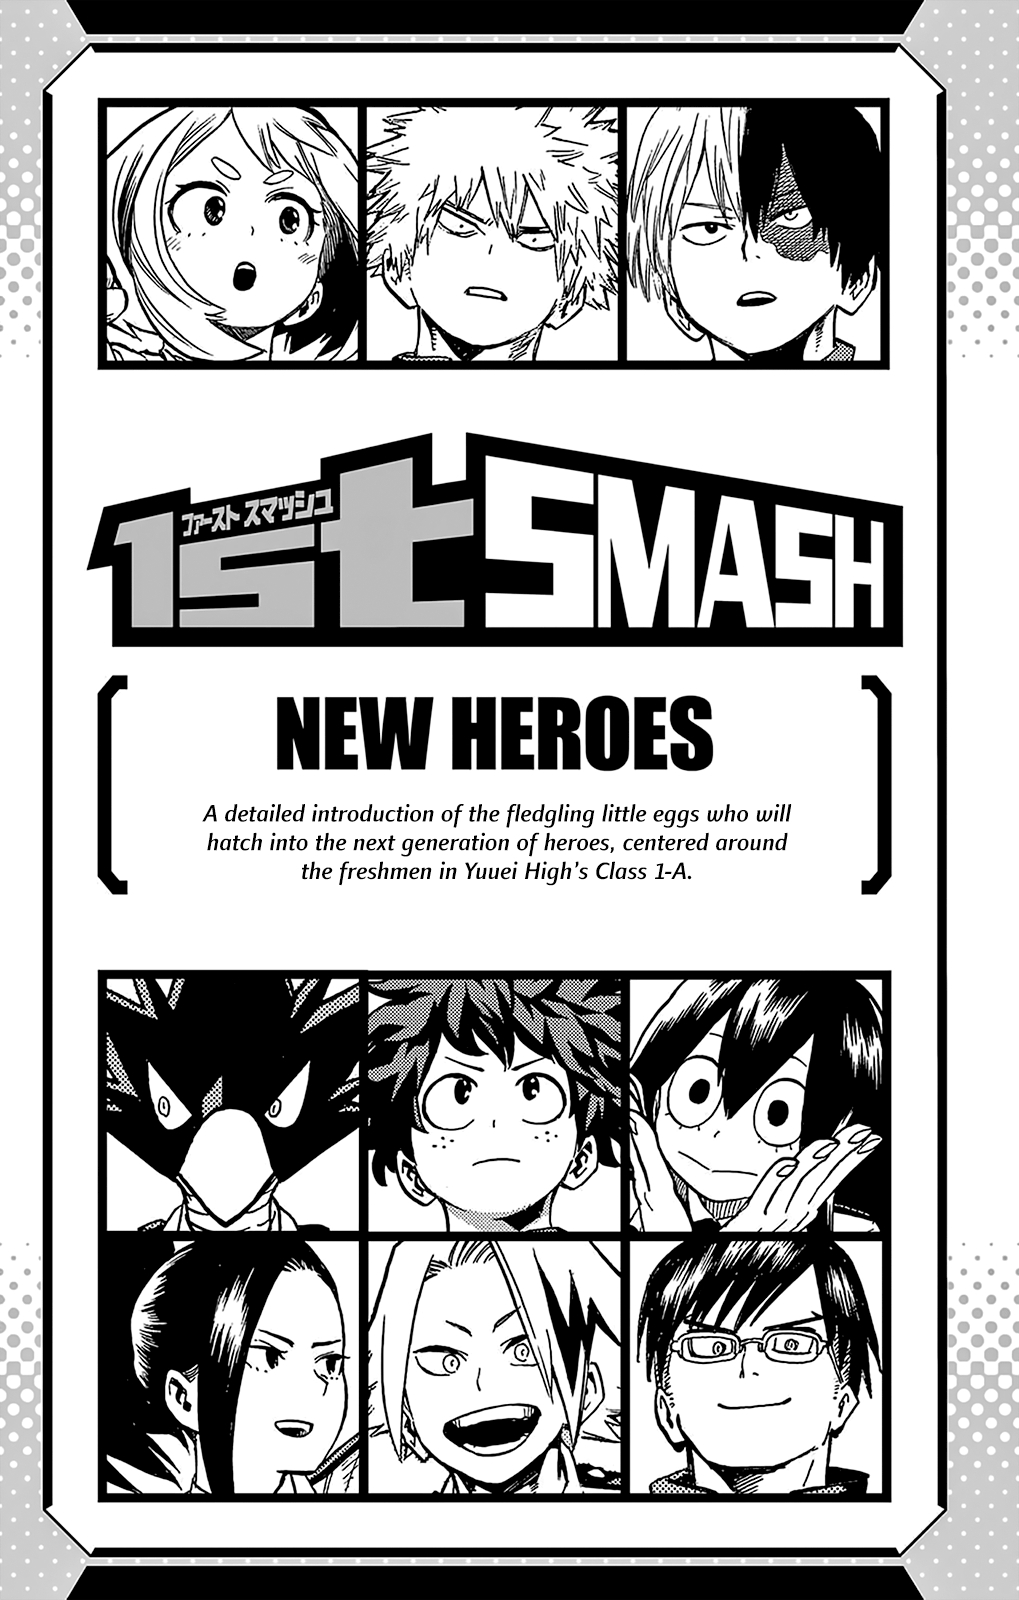 ファースト スマッシュ
1st SMASH
NEW HEROES
A detailed introduction of the fledgling little eggs who will
hatch into the next generation of heroes, centered around
the freshmen in Yuuei High's Class 1-A.